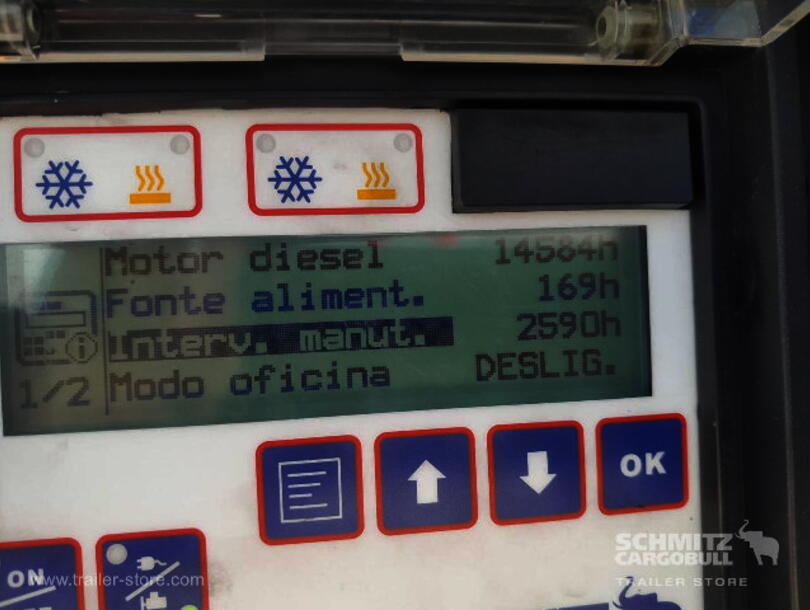 Motor diesel 14584h
Fonte aliment. 169h
Interv. manut. 2590h
1/2 Modo oficina DESLIG.
OK
ON
www.trailer-store.com
SCHMITZ
CARGOBULL
TRAILER STORE